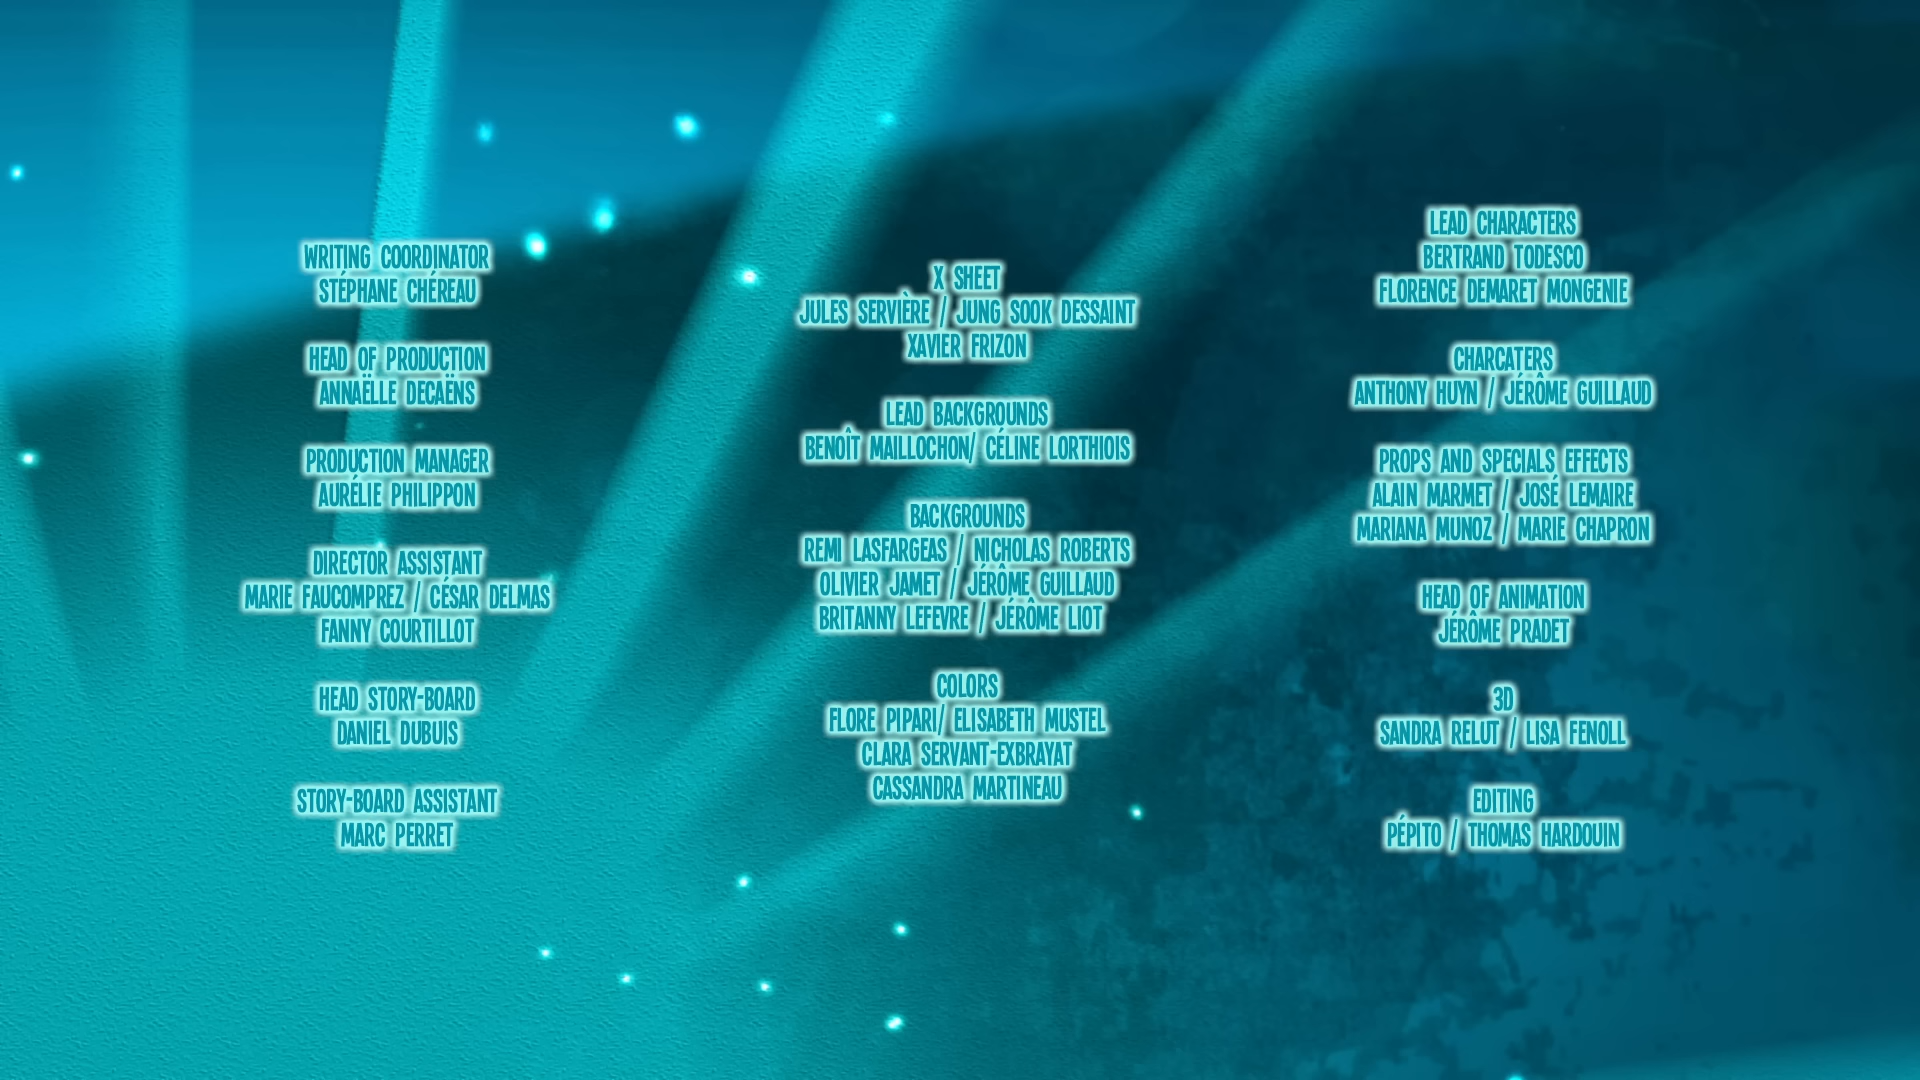 WRITING COORDINATOR
STÉPHANE CHÉREAU
HEAD OF PRODUCTION
ANNAËLLE DECAËNS
PRODUCTION MANAGER
AURÉLIE PHILIPPON
DIRECTOR ASSISTANT
MARIE FAUCOMPREZ / CÉSAR DELMAS
FANNY COURTILLOT
HEAD STORY-BOARD
DANIEL DUBUIS
STORY-BOARD ASSISTANT
MARC PERRET
X SHEET
JULES SERVIÈRE / JUNG SOOK DESSAINT
XAVIER FRIZON
LEAD BACKGROUNDS
BENOÎT MAILLOCHON/ CÉLINE LORTHIOIS
BACKGROUNDS
REMI LASFARGEAS / NICHOLAS ROBERTS
OLIVIER JAMET / JÉRÔME GUILLAUD
BRITANNY LEFEVRE / JÉRÔME LIOT
COLORS
FLORE PIPARI/ ELISABETH MUSTEL
CLARA SERVANT-EXBRAYAT
CASSANDRA MARTINEAU
LEAD CHARACTERS
BERTRAND TODESCO
FLORENCE DEMARET MONGENIE
CHARCATERS
ANTHONY HUYN / JÉRÔME GUILLAUD
PROPS AND SPECIALS EFFECTS
ALAIN MARMET / JOSÉ LEMAIRE
MARIANA MUNOZ / MARIE CHAPRON
HEAD OF ANIMATION
JÉRÔME PRADET
3D
SANDRA RELUT / LISA FENOLL
EDITING
PÉPITO / THOMAS HARDOUIN